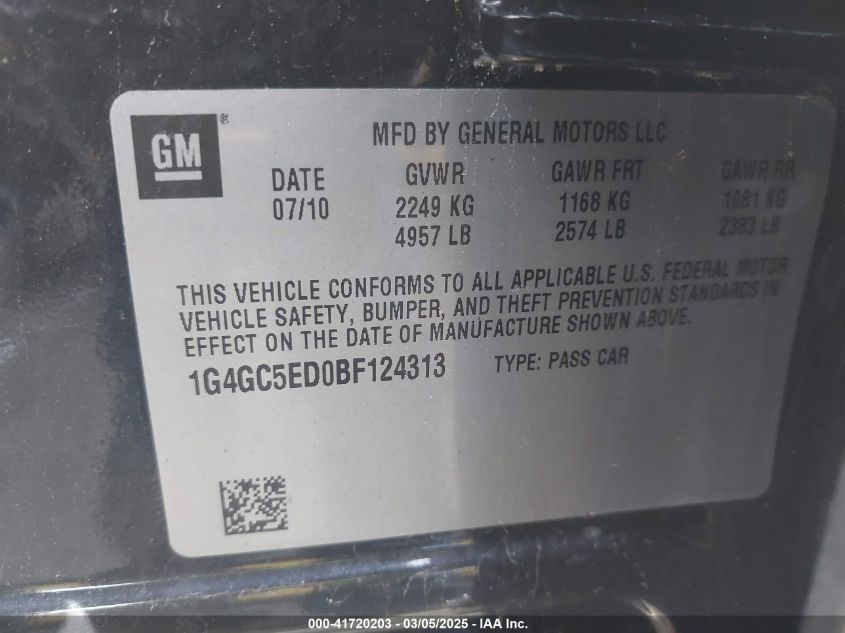 GM®
MFD BY GENERAL MOTORS LLC
DATE GVWR GAWR FRT GAWR RR
07/10 2249 KG 1168 KG 1081 KG
4957 LB 2574 LB 2383 LB
THIS VEHICLE CONFORMS TO ALL APPLICABLE U.S. FEDERAL MOTOR
VEHICLE SAFETY, BUMPER, AND THEFT PREVENTION STANDARDS IN
EFFECT ON THE DATE OF MANUFACTURE SHOWN ABOVE.
1G4GC5ED0BF124313 TYPE: PASS CAR
000-41720203 - 03/05/2025 - IAAI Inc.